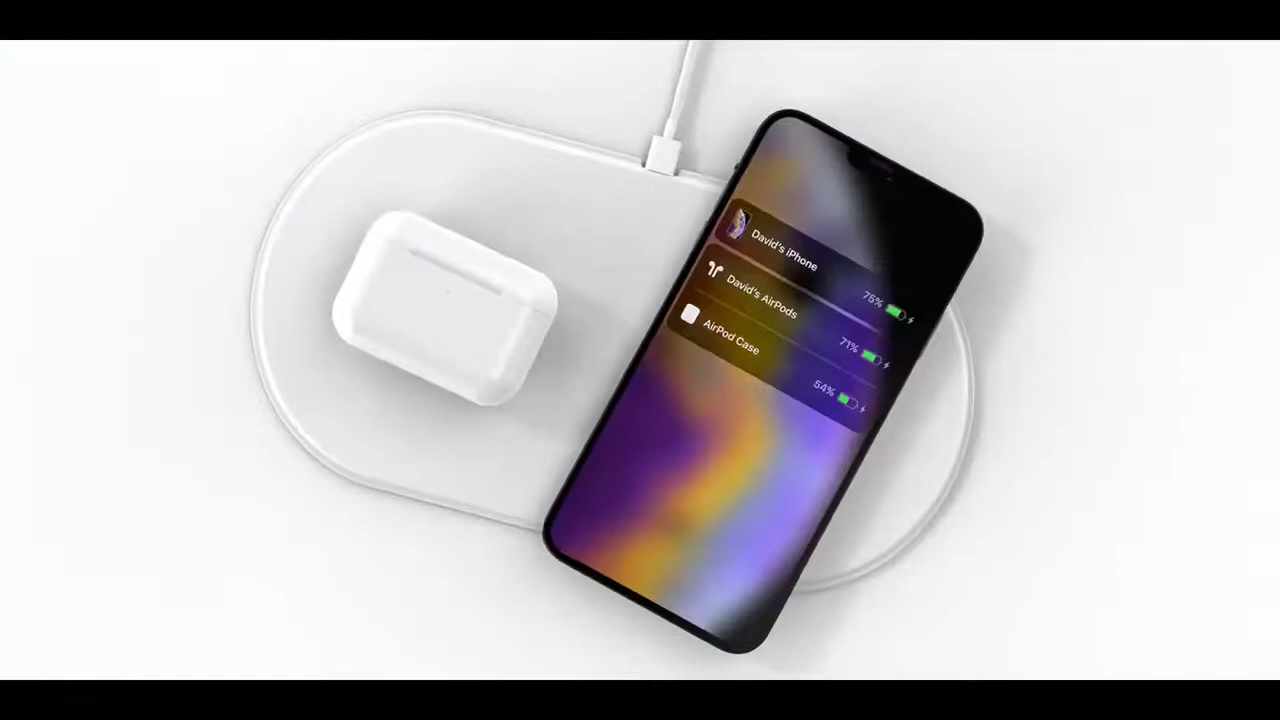 David's iPhone
75%
David's AirPods
71%
AirPod Case
54%